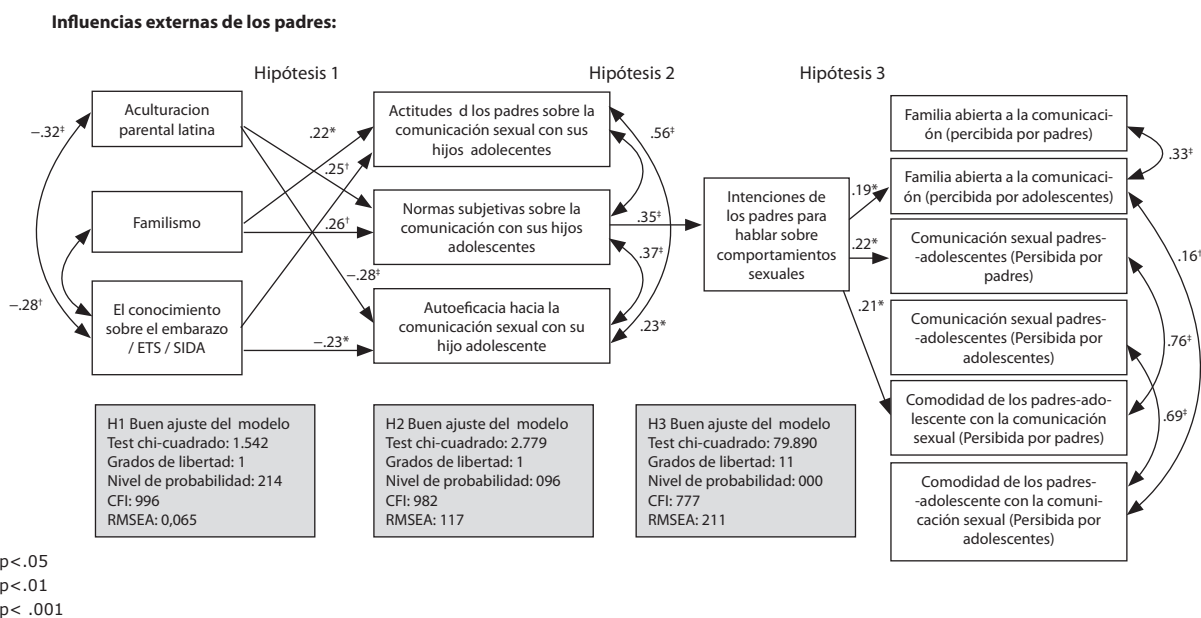 Influencias externas de los padres:
Hipótesis 1
Hipótesis 2
Hipótesis 3
Aculturacion
parental latina
Familismo
El conocimiento
sobre el embarazo
/ ETS / SIDA
−.32‡
−.28†
.22*
.25†
.26†
−.28‡
−.23*
Actitudes d los padres sobre la
comunicación sexual con sus
hijos adolecentes
Normas subjetivas sobre la
comunicación con sus hijos
adolescentes
Autoeficacia hacia la
comunicación sexual con su
hijo adolescente
.56‡
.35‡
.37‡
.23*
Intenciones de
los padres para
hablar sobre
comportamientos
sexuales
.19*
.22*
.21*
Familia abierta a la comunicaci-
ón (percibida por padres)
Familia abierta a la comunicaci-
ón (percibida por adolescentes)
Comunicación sexual padres-
-adolescentes (Persibida por
padres)
Comunicación sexual padres-
-adolescentes (Persibida por
adolescentes)
Comodidad de los padres-ado-
lescente con la comunicación
sexual (Persibida por padres)
Comodidad de los padres-
-adolescente con la comuni-
cación sexual (Persibida por
adolescentes)
.33‡
.16†
.76‡
.69‡
H1 Buen ajuste del modelo
Test chi-cuadrado: 1.542
Grados de libertad: 1
Nivel de probabilidad: 214
CFI: 996
RMSEA: 0,065
H2 Buen ajuste del modelo
Test chi-cuadrado: 2.779
Grados de libertad: 1
Nivel de probabilidad: 096
CFI: 982
RMSEA: 117
H3 Buen ajuste del modelo
Test chi-cuadrado: 79.890
Grados de libertad: 11
Nivel de probabilidad: 000
CFI: 777
RMSEA: 211
p<.05
p<.01
p< .001